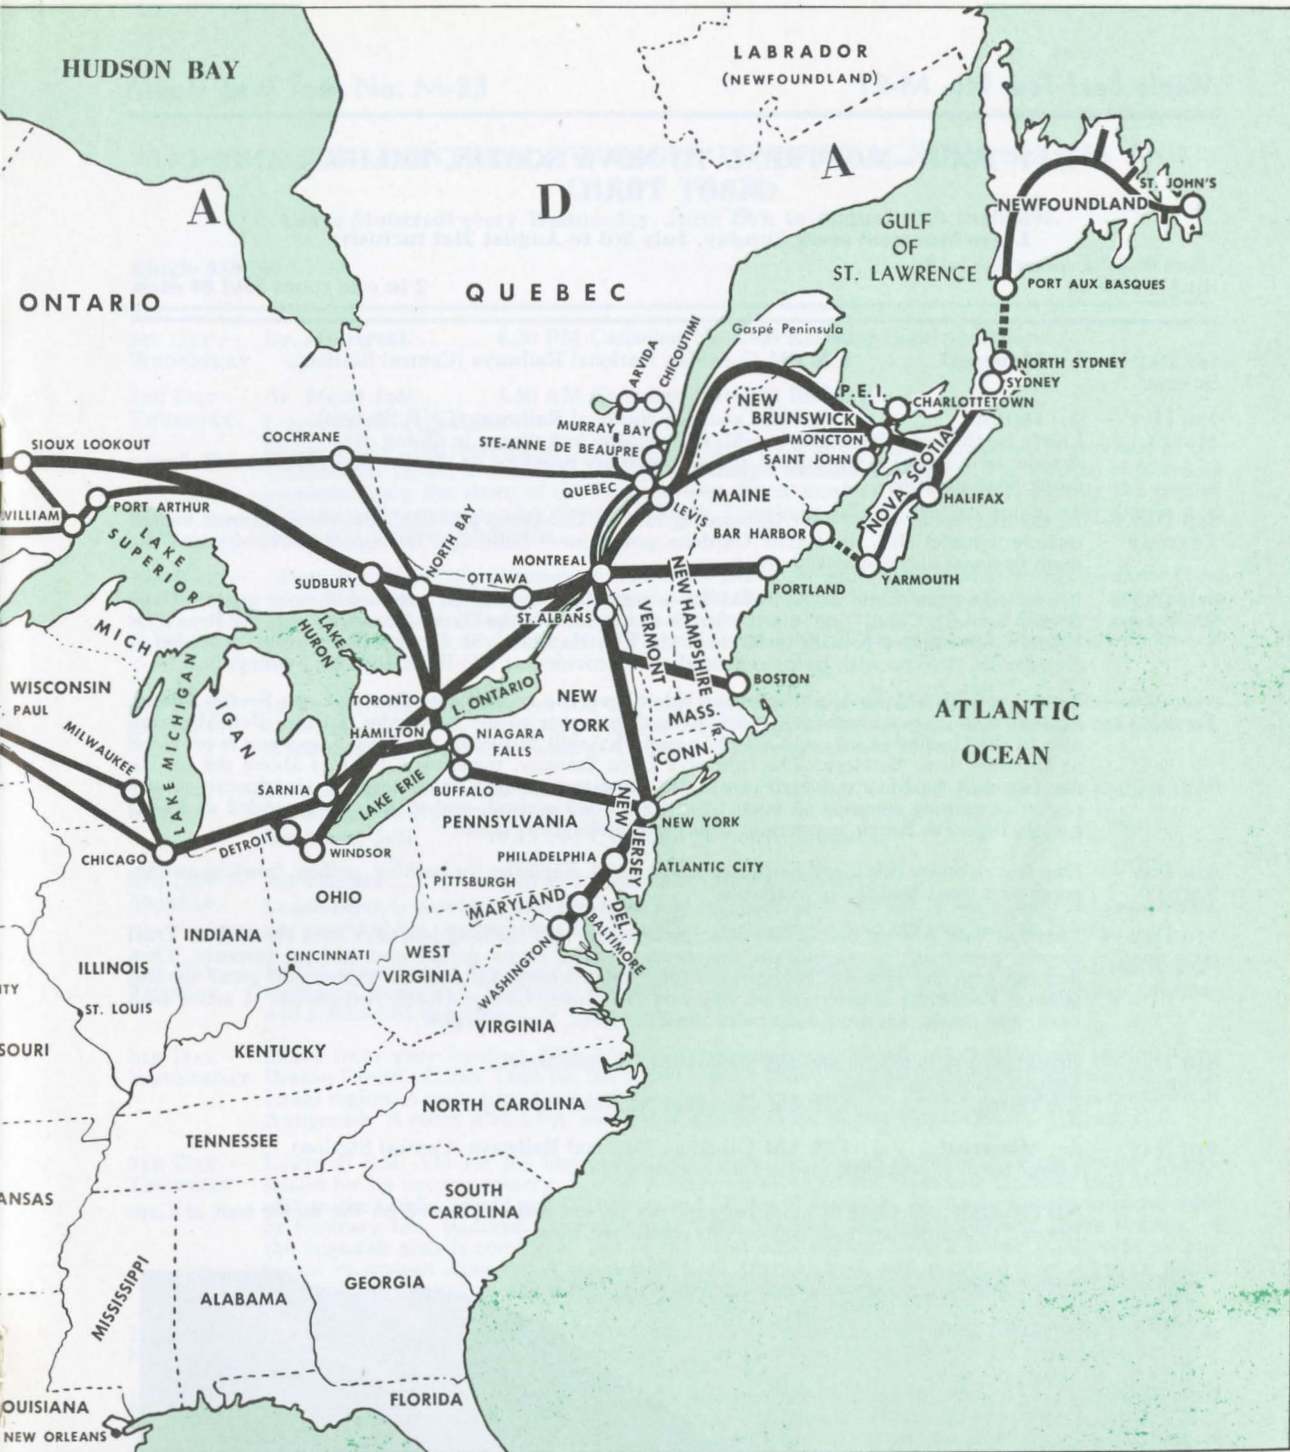 HUDSON BAY
LABRADOR
(NEWFOUNDLAND)
A
D
A
ST. JOHN'S
NEWFOUNDLAND
GULF
OF
ST. LAWRENCE
PORT AUX BASQUES
ONTARIO
QUEBEC
Gaspé Peninsula
ARVIDA
CHICOUTIMI
NORTH SYDNEY
SYDNEY
P.E.I.
CHARLOTTETOWN
NEW
BRUNSWICK
MURRAY BAY
MONCTON
SIOUX LOOKOUT
COCHRANE
STE-ANNE DE BEAUPRE
SAINT JOHN
NOVA SCOTIA
QUEBEC
LEVIS
MAINE
HALIFAX
WILLIAM
PORT ARTHUR
BAR HARBOR
LAKE
SUPERIOR
NORTH BAY
MONTREAL
SUDBURY
OTTAWA
YARMOUTH
PORTLAND
ST. ALBANS
NEW HAMPSHIRE
VERMONT
MICH
IGAN
LAKE
HURON
WISCONSIN
. PAUL
TORONTO
L. ONTARIO
NEW
YORK
BOSTON
MASS.
R.
ATLANTIC
OCEAN
MILWAUKEE
LAKE MICHIGAN
HAMILTON
NIAGARA
FALLS
CONN.
SARNIA
LAKE ERIE
BUFFALO
NEW
JERSEY
NEW YORK
PENNSYLVANIA
CHICAGO
DETROIT
WINDSOR
PHILADELPHIA
ATLANTIC CITY
PITTSBURGH
OHIO
MARYLAND
DEL.
BALTIMORE
INDIANA
CINCINNATI
WEST
VIRGINIA
WASHINGTON
ILLINOIS
ITY
ST. LOUIS
VIRGINIA
SOURI
KENTUCKY
NORTH CAROLINA
TENNESSEE
ANSAS
SOUTH
CAROLINA
MISSISSIPPI
ALABAMA
GEORGIA
OUISIANA
FLORIDA
NEW ORLEANS